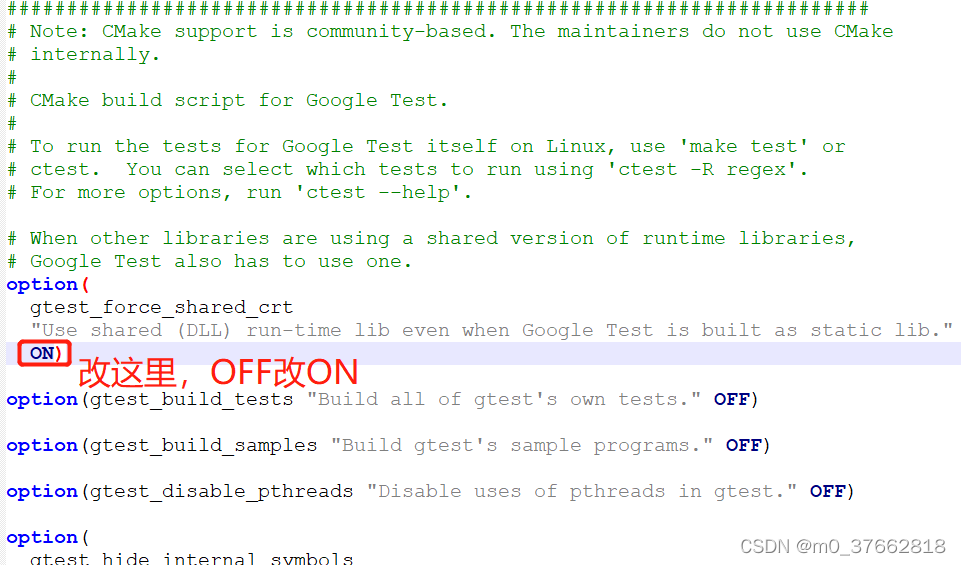 ########################################################################
# Note: CMake support is community-based. The maintainers do not use CMake
# internally.
#
# CMake build script for Google Test.
#
# To run the tests for Google Test itself on Linux, use 'make test' or
# ctest.  You can select which tests to run using 'ctest -R regex'.
# For more options, run 'ctest --help'.
# When other libraries are using a shared version of runtime libraries,
# Google Test also has to use one.
option(
  gtest_force_shared_crt
  "Use shared (DLL) run-time lib even when Google Test is built as static lib."
  ON)
改这里，OFF改ON
option(gtest_build_tests "Build all of gtest's own tests." OFF)
option(gtest_build_samples "Build gtest's sample programs." OFF)
option(gtest_disable_pthreads "Disable uses of pthreads in gtest." OFF)
option(
  gtest_hide_internal_symbols
CSDN @m0_37662818